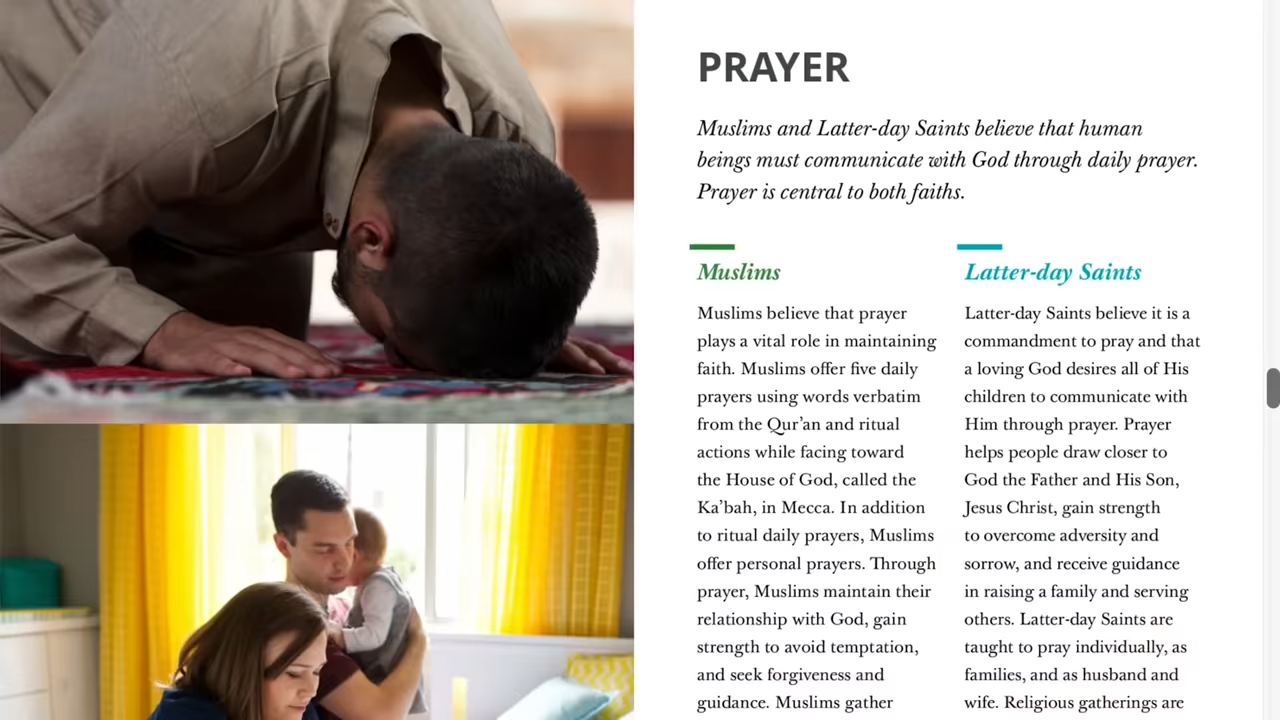 PRAYER
Muslims and Latter-day Saints believe that human
beings must communicate with God through daily prayer.
Prayer is central to both faiths.
Muslims
Muslims believe that prayer
plays a vital role in maintaining
faith. Muslims offer five daily
prayers using words verbatim
from the Qur’an and ritual
actions while facing toward
the House of God, called the
Ka’bah, in Mecca. In addition
to ritual daily prayers, Muslims
offer personal prayers. Through
prayer, Muslims maintain their
relationship with God, gain
strength to avoid temptation,
and seek forgiveness and
guidance. Muslims gather
Latter-day Saints
Latter-day Saints believe it is a
commandment to pray and that
a loving God desires all of His
children to communicate with
Him through prayer. Prayer
helps people draw closer to
God the Father and His Son,
Jesus Christ, gain strength
to overcome adversity and
sorrow, and receive guidance
in raising a family and serving
others. Latter-day Saints are
taught to pray individually, as
families, and as husband and
wife. Religious gatherings are